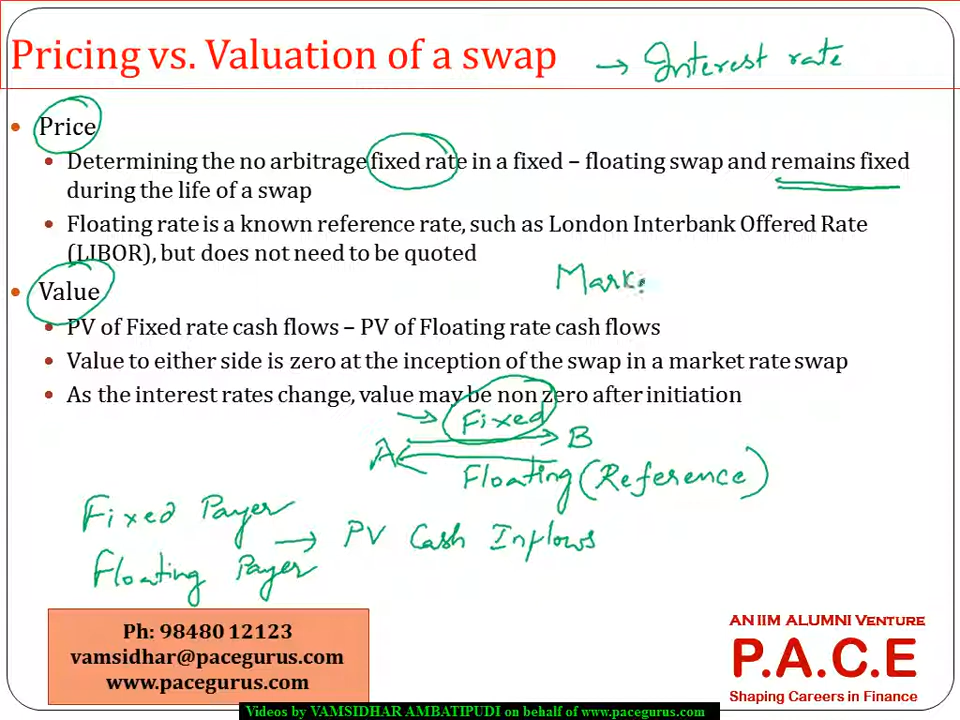 Pricing vs. Valuation of a swap → Interest rate
• Price
• Determining the no arbitrage fixed rate in a fixed – floating swap and remains fixed
during the life of a swap
• Floating rate is a known reference rate, such as London Interbank Offered Rate
(LIBOR), but does not need to be quoted
Mark
• Value
• PV of Fixed rate cash flows – PV of Floating rate cash flows
• Value to either side is zero at the inception of the swap in a market rate swap
• As the interest rates change, value may be non zero after initiation
→ Fixed
A B
Floating (Reference)
Fixed Payer
→ PV Cash Inflows
Floating Payer
Ph: 98480 12123
vamsidhar@pacegurus.com
www.pacegurus.com
AN IIM ALUMNI VENTURE
P.A.C.E
Shaping Careers in Finance
Videos by VAMSIDHAR AMBATIPUDI on behalf of www.pacegurus.com